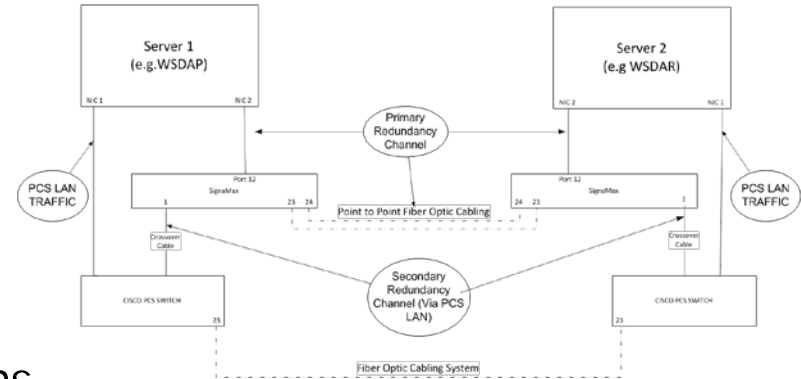 Server 1
(e.g.WSDAP)
NIC 1
NIC 2
Server 2
(e.g WSDAR)
NIC 2
NIC 1
Primary
Redundancy
Channel
PCS LAN
TRAFFIC
PCS LAN
TRAFFIC
Port 12
SignaMax
1
23
24
Port 12
SignaMax
24
23
1
Point to Point Fiber Optic Cabling
Crossover
Cable
Crossover
Cable
Secondary
Redundancy
Channel (Via PCS
LAN)
CISCO PCS SWITCH
23
CISCO PCS SWITCH
23
Fiber Optic Cabling System